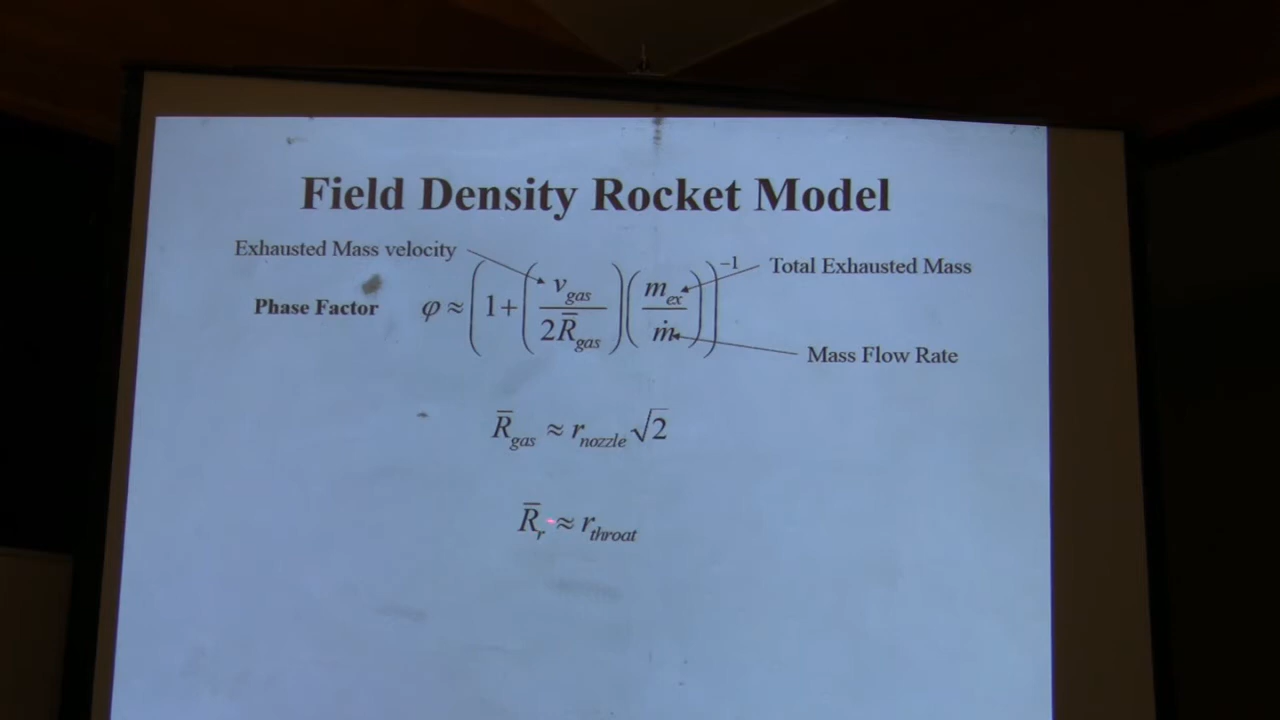 Field Density Rocket Model
Exhausted Mass velocity
Total Exhausted Mass
Phase Factor φ ≈ (1 + (v_gas / 2R̄_gas)(m_ex / ṁ))^−1
Mass Flow Rate
R̄_gas ≈ r_nozzle √2
R̄_r ≈ r_throat